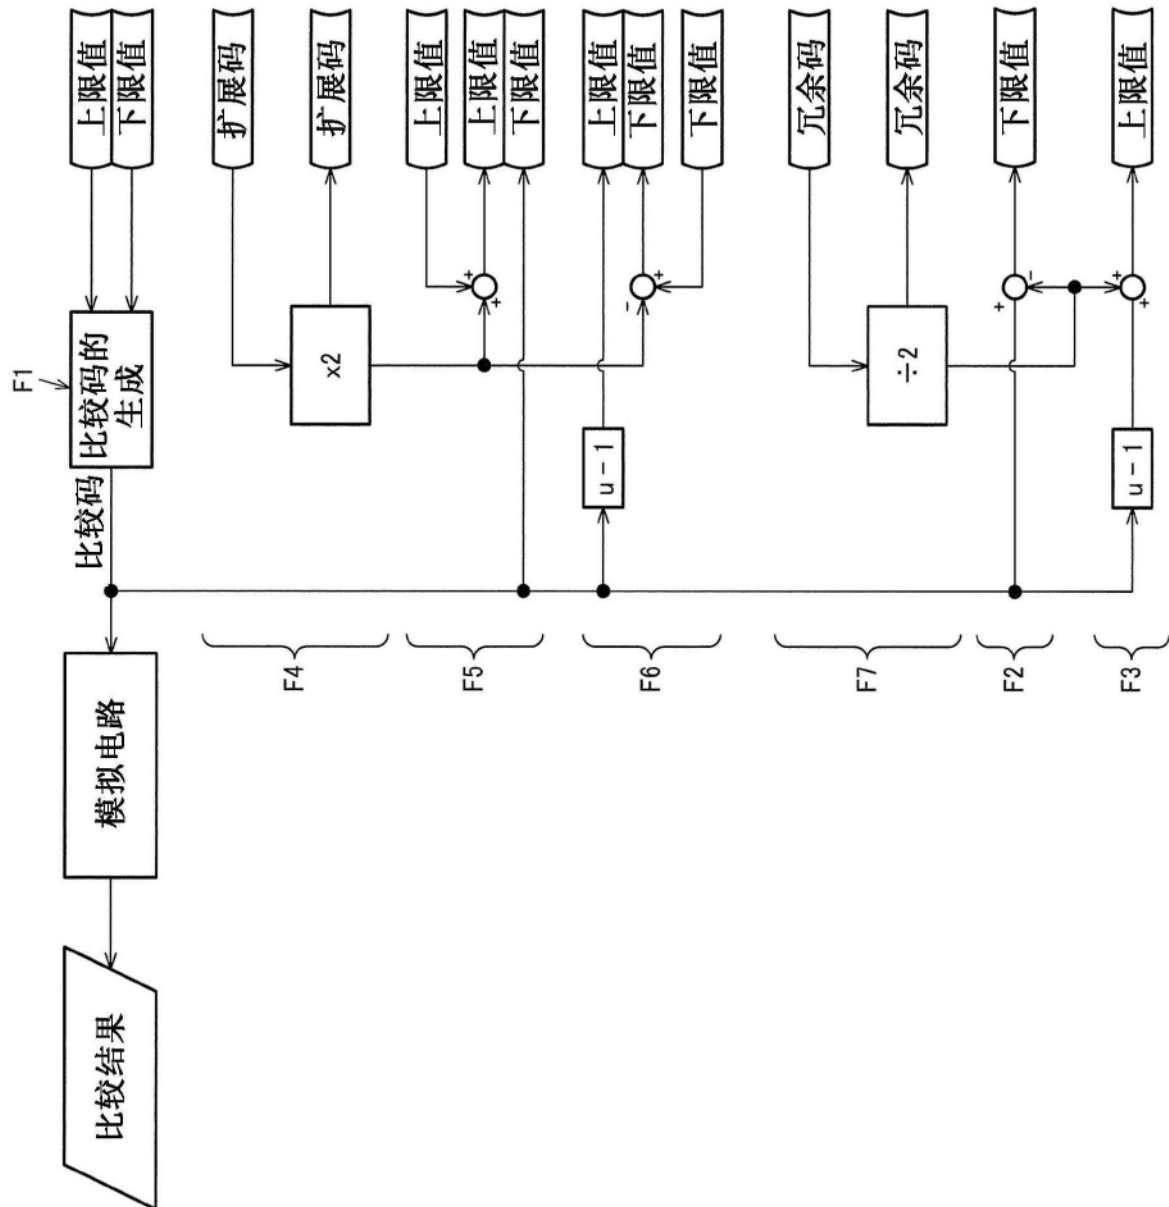 F1
比较结果
模拟电路
比较码
比较码的
生成
上限值
下限值
F4
x2
扩展码
扩展码
F5
+
+
上限值
上限值
下限值
F6
u-1
-
+
上限值
下限值
下限值
F7
÷2
冗余码
冗余码
F2
+
-
下限值
F3
u-1
+
+
上限值